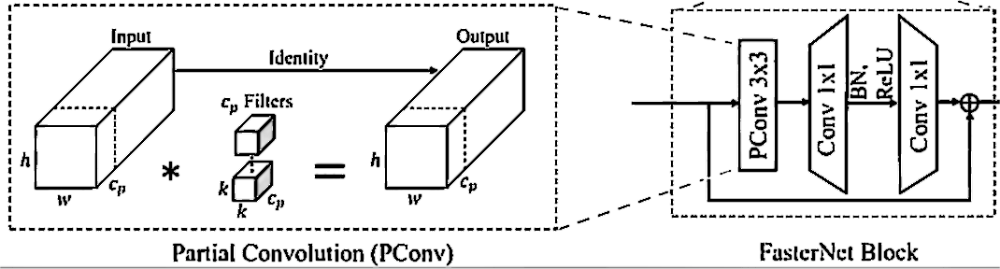 Input
Identity
Output
c_p Filters
h
w
c_p
*
k
k
c_p
=
h
w
c_p
Partial Convolution (PConv)
PConv 3x3
Conv 1x1
BN,
ReLU
Conv 1x1
FasterNet Block